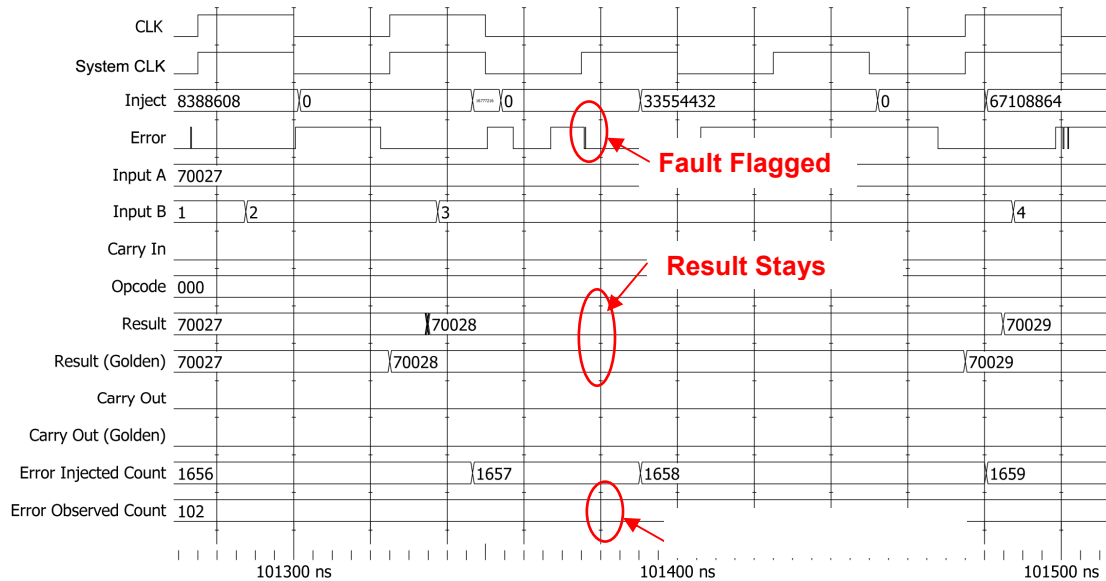 CLK
System CLK
Inject 8388608 0 16777216 0 33554432 0 67108864
Error
Fault Flagged
Input A 70027
Input B 1 2 3 4
Carry In
Result Stays
Opcode 000
Result 70027 70028 70029
Result (Golden) 70027 70028 70029
Carry Out
Carry Out (Golden)
Error Injected Count 1656 1657 1658 1659
Error Observed Count 102
101300 ns 101400 ns 101500 ns